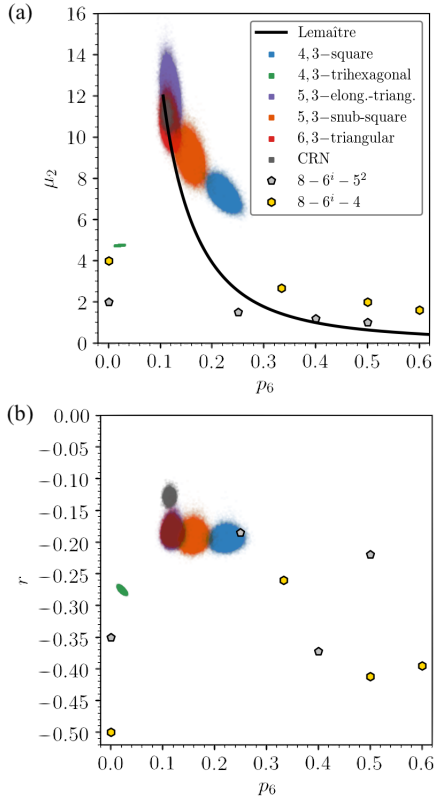 (a)
16
14
12
10
8
6
4
2
0
μ₂
Lemaître
4,3−square
4,3−trihexagonal
5,3−elong.-triang.
5,3−snub-square
6,3−triangular
CRN
8 − 6ⁱ − 5²
8 − 6ⁱ − 4
0.0 0.1 0.2 0.3 0.4 0.5 0.6
p₆
(b)
0.00
−0.05
−0.10
−0.15
−0.20
−0.25
−0.30
−0.35
−0.40
−0.45
−0.50
r
0.0 0.1 0.2 0.3 0.4 0.5 0.6
p₆